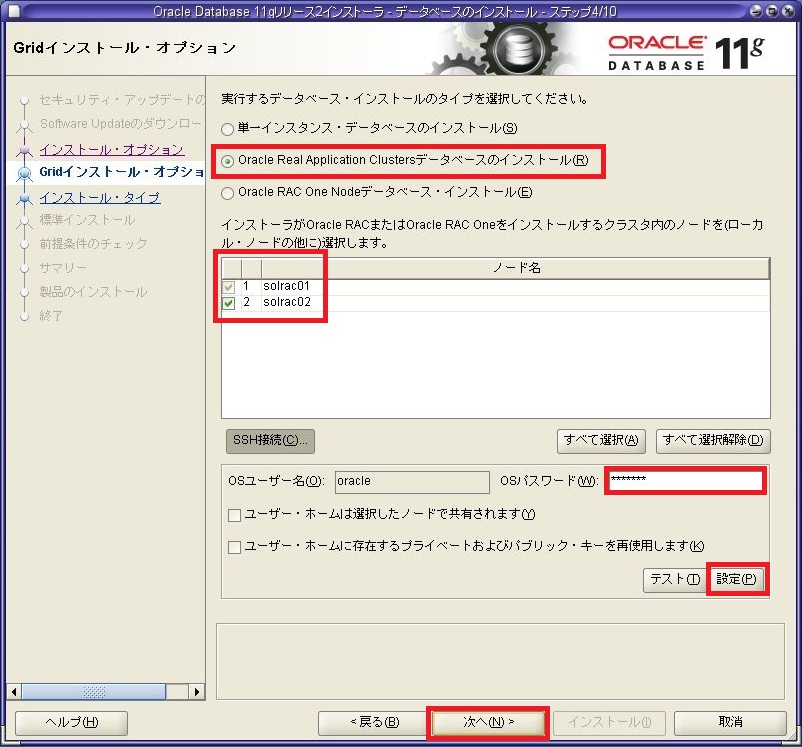 Oracle Database 11gリリース2インストーラ - データベースのインストール - ステップ4/10
Gridインストール・オプション
ORACLE
DATABASE
11g
セキュリティ・アップデートの
Software Updateのダウンロー
インストール・オプション
Gridインストール・オプショ
インストール・タイプ
標準インストール
前提条件のチェック
サマリー
製品のインストール
終了
実行するデータベース・インストールのタイプを選択してください。
単一インスタンス・データベースのインストール(S)
Oracle Real Application Clustersデータベースのインストール(R)
Oracle RAC One Nodeデータベース・インストール(E)
インストーラがOracle RACまたはOracle RAC Oneをインストールするクラスタ内のノードを(ローカ
ル・ノードの他に)選択します。
ノード名
1 solrac01
2 solrac02
SSH接続(C)... すべて選択(A) すべて選択解除(D)
OSユーザー名(O): oracle OSパスワード(W): *******
ユーザー・ホームは選択したノードで共有されます(Y)
ユーザー・ホームに存在するプライベートおよびパブリック・キーを再使用します(K)
テスト(T) 設定(P)
ヘルプ(H) < 戻る(B) 次へ(N) > インストール(I) 取消